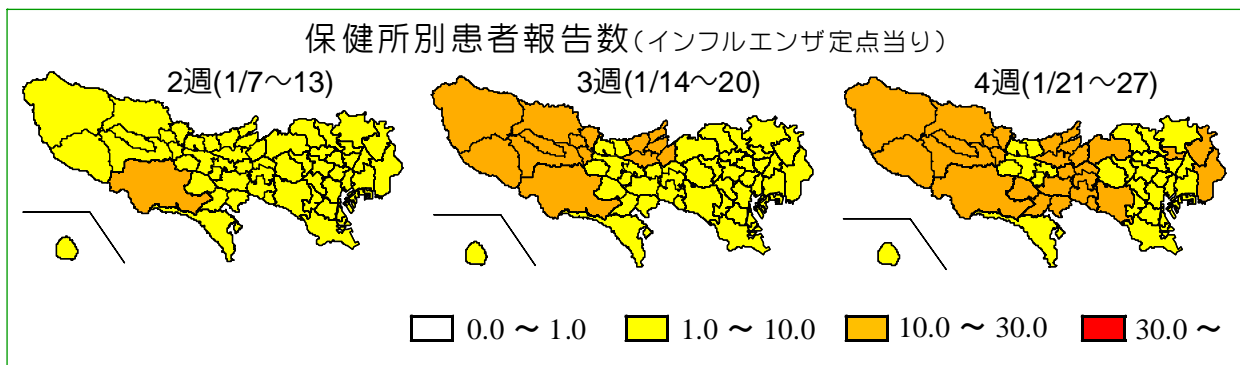 保健所別患者報告数(インフルエンザ定点当り)
2週(1/7～13)
3週(1/14～20)
4週(1/21～27)
0.0 ～ 1.0
1.0 ～ 10.0
10.0 ～ 30.0
30.0 ～